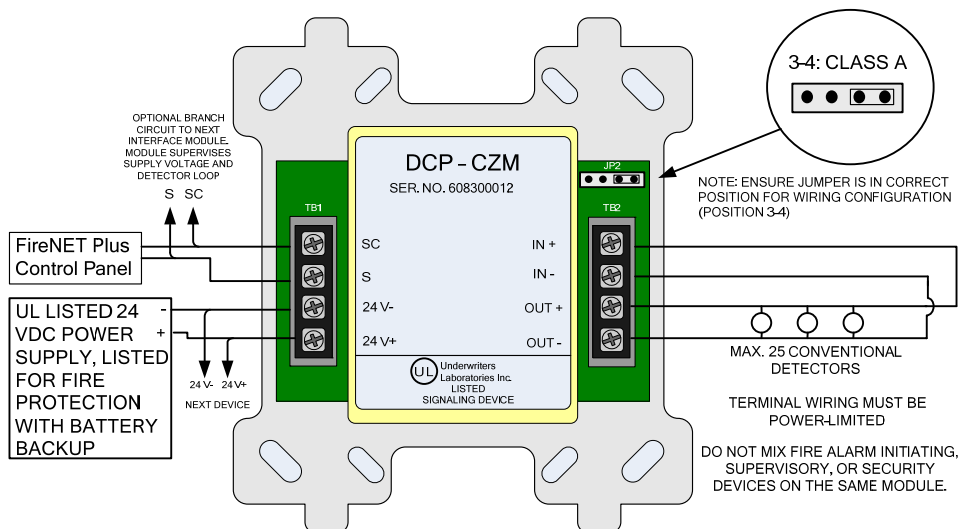 3-4: CLASS A
OPTIONAL BRANCH
CIRCUIT TO NEXT
INTERFACE MODULE.
MODULE SUPERVISES
SUPPLY VOLTAGE AND
DETECTOR LOOP
S SC
FireNET Plus
Control Panel
UL LISTED 24 -
VDC POWER +
SUPPLY, LISTED
FOR FIRE
PROTECTION
WITH BATTERY
BACKUP
24 V- 24 V+
NEXT DEVICE
TB1
DCP - CZM
SER. NO. 608300012
SC
S
24 V-
24 V+
IN +
IN -
OUT +
OUT -
UL
Underwriters
Laboratories Inc.
LISTED
SIGNALING DEVICE
JP2
TB2
NOTE: ENSURE JUMPER IS IN CORRECT
POSITION FOR WIRING CONFIGURATION
(POSITION 3-4)
MAX. 25 CONVENTIONAL
DETECTORS
TERMINAL WIRING MUST BE
POWER-LIMITED
DO NOT MIX FIRE ALARM INITIATING,
SUPERVISORY, OR SECURITY
DEVICES ON THE SAME MODULE.